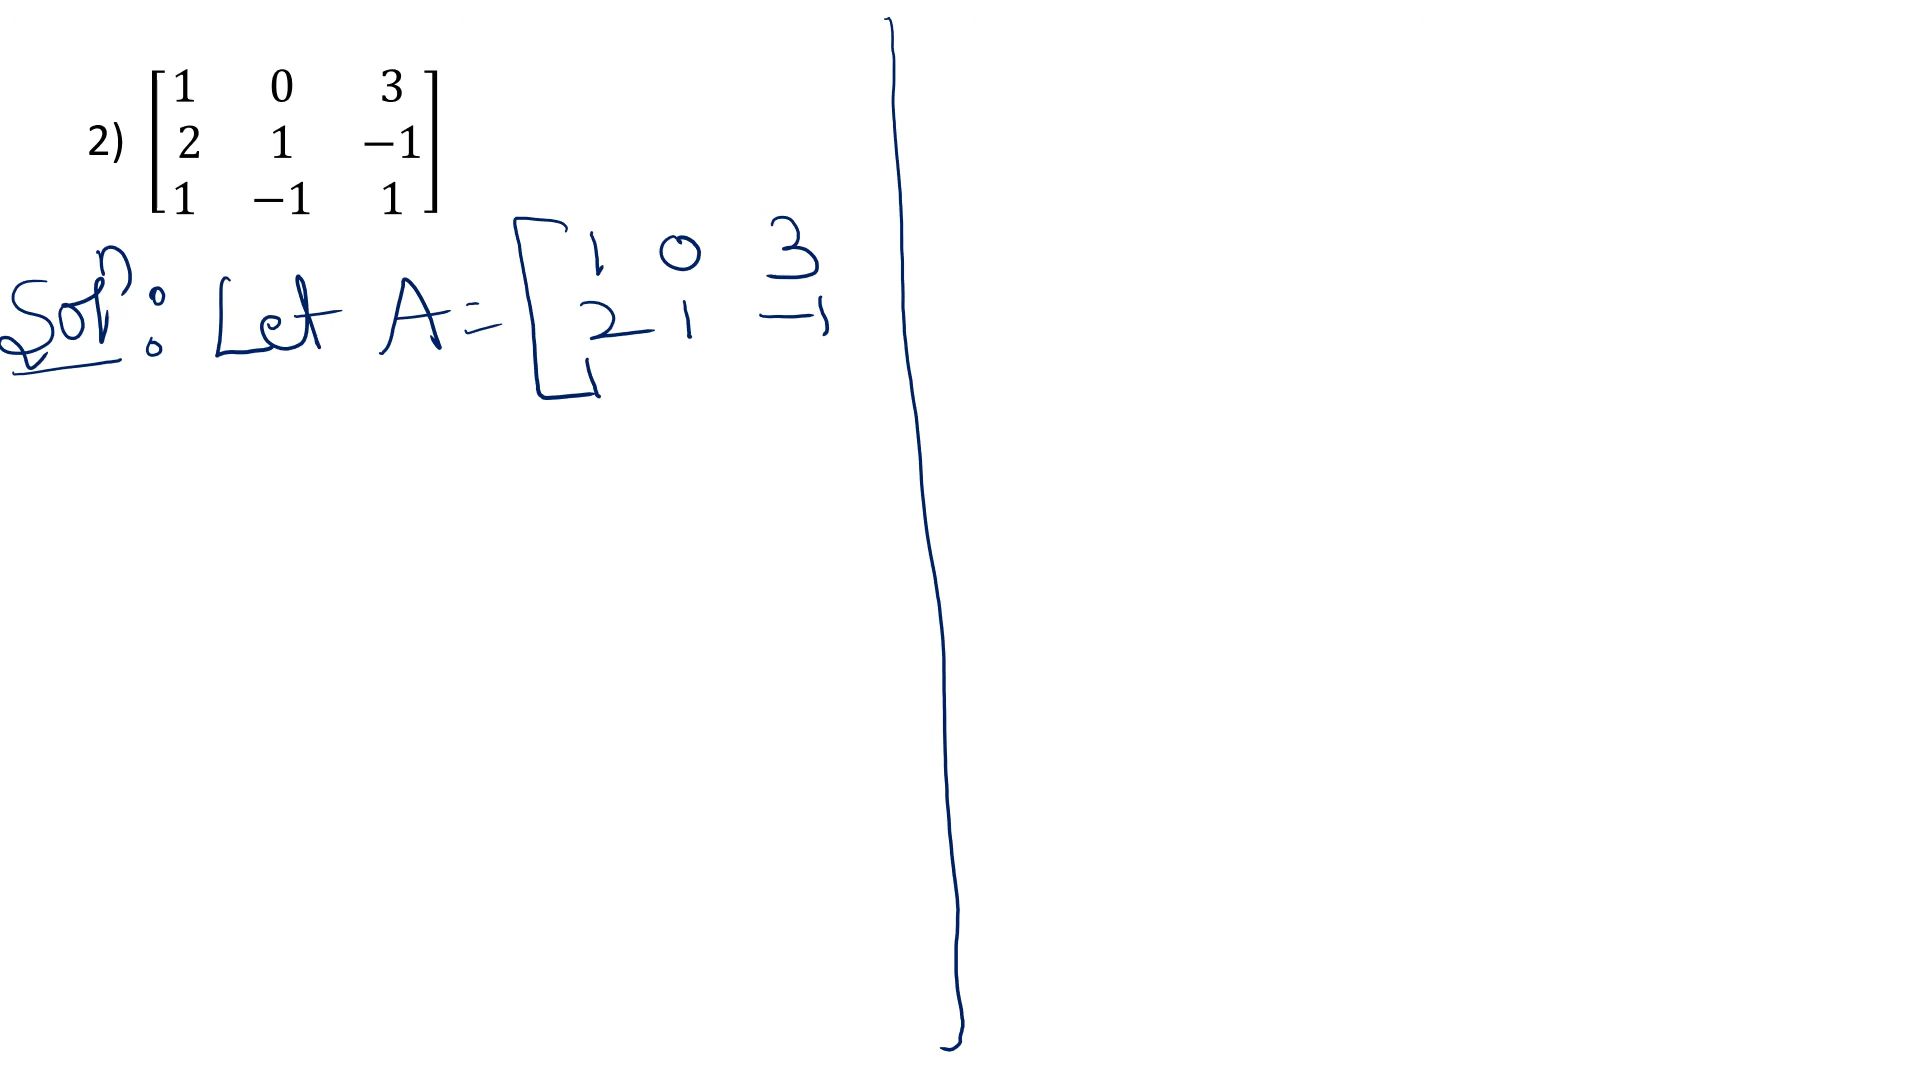 2) [1 0 3
2 1 −1
1 −1 1]
Solⁿ: Let A = [1 0 3
2 1 −1
1